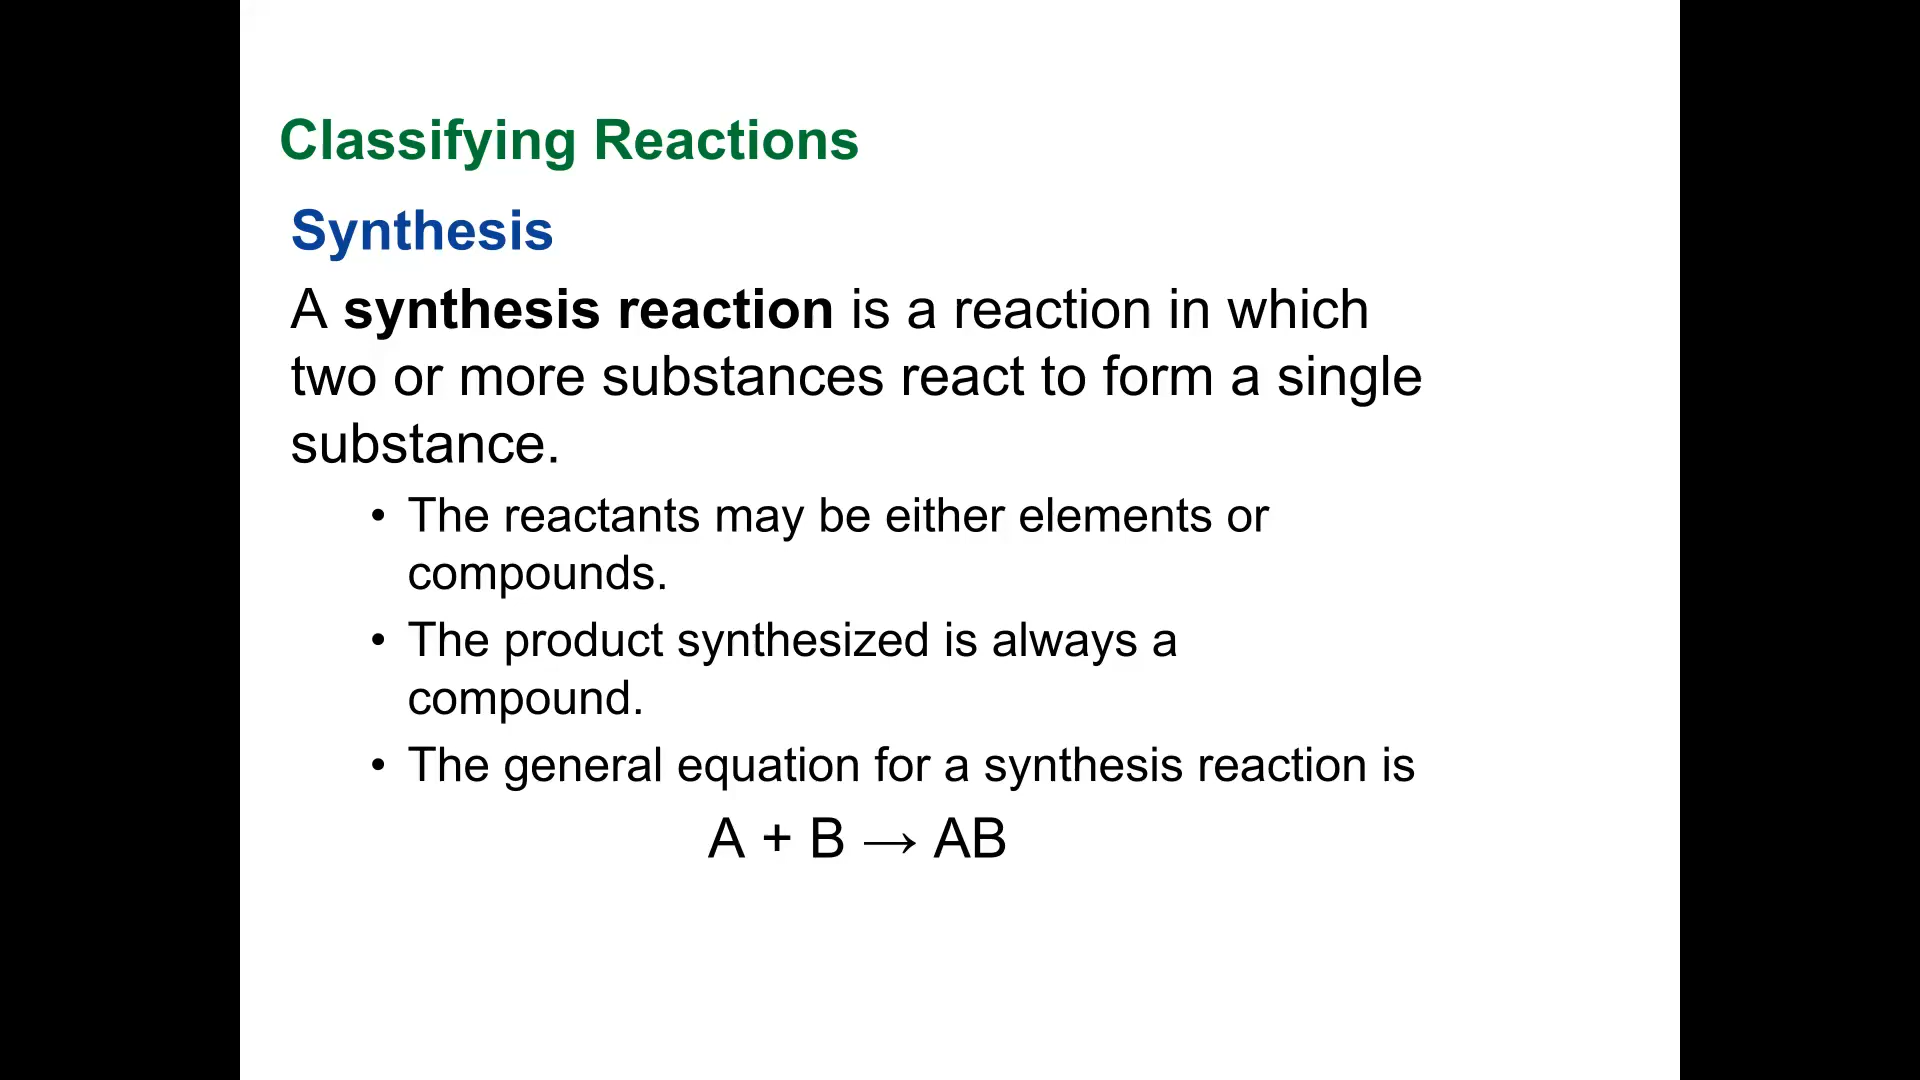 Classifying Reactions
Synthesis
A synthesis reaction is a reaction in which
two or more substances react to form a single
substance.
• The reactants may be either elements or
compounds.
• The product synthesized is always a
compound.
• The general equation for a synthesis reaction is
A + B → AB